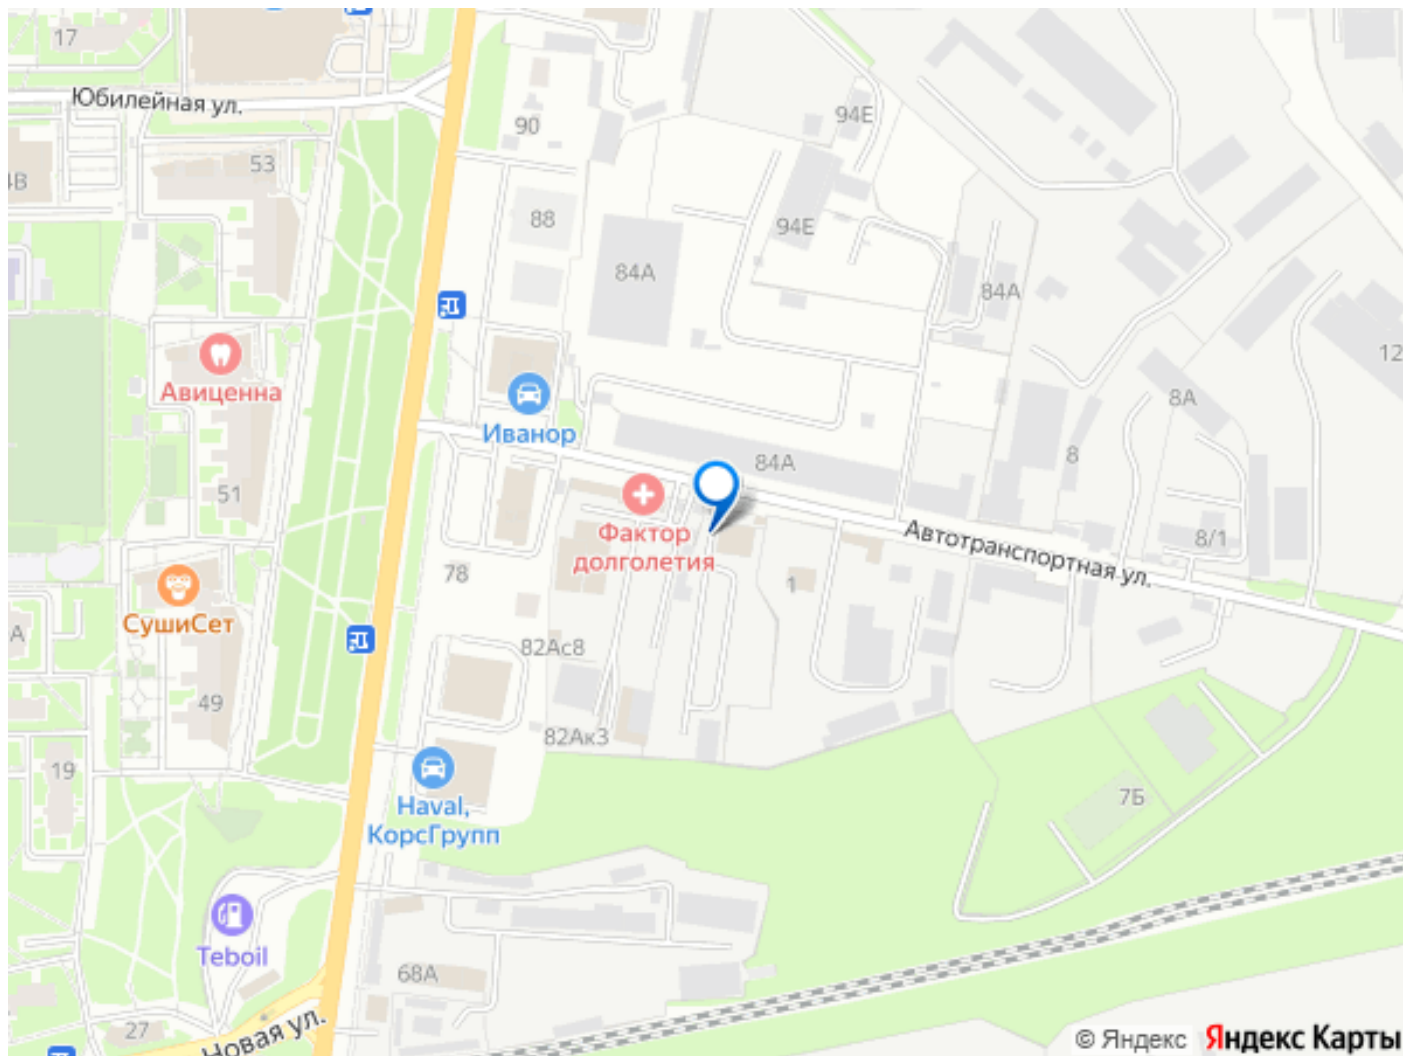 17
Юбилейная ул.
90
94Е
53
4В
88
94Е
84А
84А
12
Авиценна
8А
Иванор
84А
8
51
Фактор
долголетия
Автотранспортная ул.
8/1
78
1
СушиСет
А
82Ас8
49
82Ак3
19
Haval,
КорсГрупп
7Б
Teboil
68А
27
Новая ул.
© Яндекс Яндекс Карты